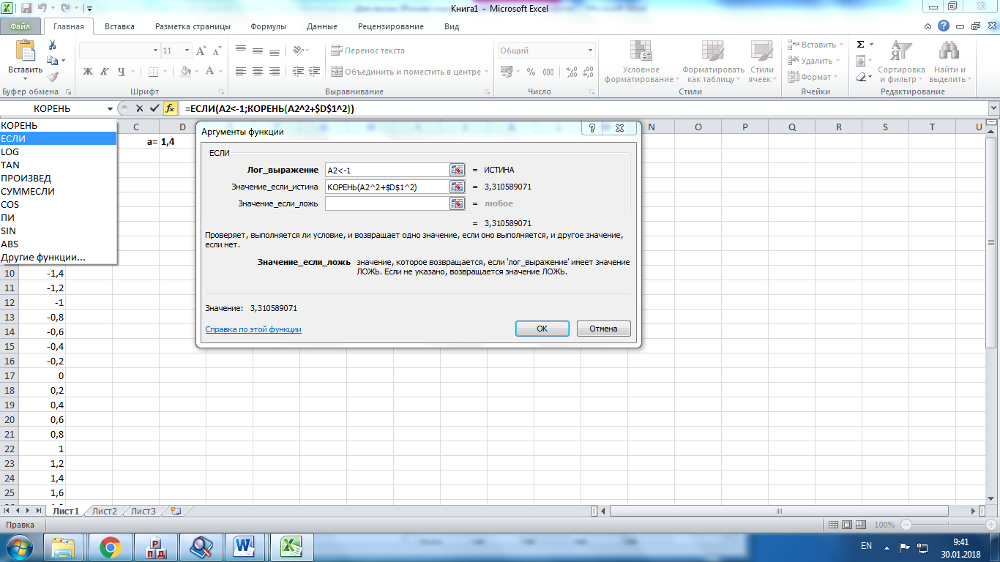 Книга1 - Microsoft Excel
Файл Главная Вставка Разметка страницы Формулы Данные Рецензирование Вид
Вставить
Буфер обмена
11
Ж К Ч
Шрифт
Перенос текста
Объединить и поместить в центре
Выравнивание
Общий
% 000
Число
Условное форматирование
Форматировать как таблицу
Стили ячеек
Стили
Вставить
Удалить
Формат
Ячейки
Σ
Сортировка и фильтр
Найти и выделить
Редактирование
КОРЕНЬ fx =ЕСЛИ(A2<-1;КОРЕНЬ(A2^2+$D$1^2))
C D N O P Q R S T U
a= 1,4
КОРЕНЬ
ЕСЛИ
LOG
TAN
ПРОИЗВЕД
СУММЕСЛИ
COS
ПИ
SIN
ABS
Другие функции...
Аргументы функции
ЕСЛИ
Лог_выражение A2<-1 = ИСТИНА
Значение_если_истина КОРЕНЬ(A2^2+$D$1^2) = 3,310589071
Значение_если_ложь = любое
= 3,310589071
Проверяет, выполняется ли условие, и возвращает одно значение, если оно выполняется, и другое значение,
если нет.
Значение_если_ложь значение, которое возвращается, если 'лог_выражение' имеет значение
ЛОЖЬ. Если не указано, возвращается значение ЛОЖЬ.
Значение: 3,310589071
Справка по этой функции
ОК Отмена
10 -1,4
11 -1,2
12 -1
13 -0,8
14 -0,6
15 -0,4
16 -0,2
17 0
18 0,2
19 0,4
20 0,6
21 0,8
22 1
23 1,2
24 1,4
25 1,6
Лист1 Лист2 Лист3
Правка 100%
EN 9:41
30.01.2018